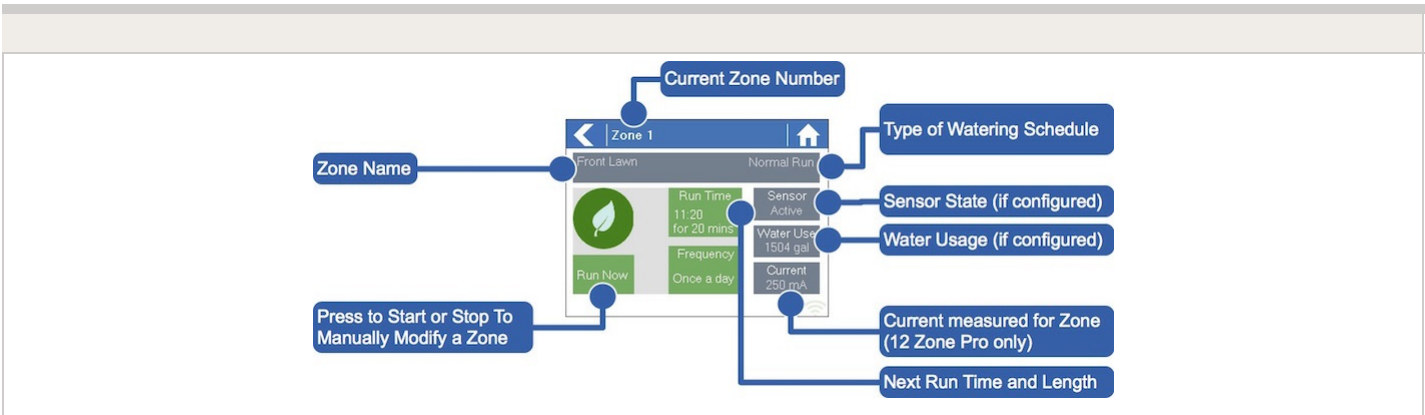 Current Zone Number
Zone 1
Type of Watering Schedule
Zone Name
Front Lawn
Normal Run
Run Time
11:20
for 20 mins
Sensor
Active
Sensor State (if configured)
Water Use
1504 gal
Water Usage (if configured)
Run Now
Frequency
Once a day
Current
250 mA
Press to Start or Stop To
Manually Modify a Zone
Current measured for Zone
(12 Zone Pro only)
Next Run Time and Length